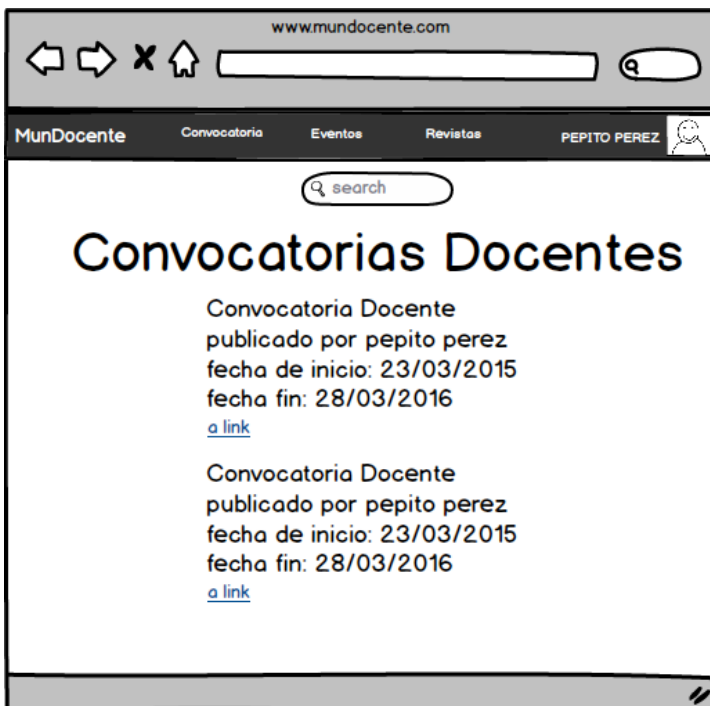 www.mundocente.com
MunDocente Convocatoria Eventos Revistas PEPITO PEREZ
search
Convocatorias Docentes
Convocatoria Docente
publicado por pepito perez
fecha de inicio: 23/03/2015
fecha fin: 28/03/2016
a link
Convocatoria Docente
publicado por pepito perez
fecha de inicio: 23/03/2015
fecha fin: 28/03/2016
a link